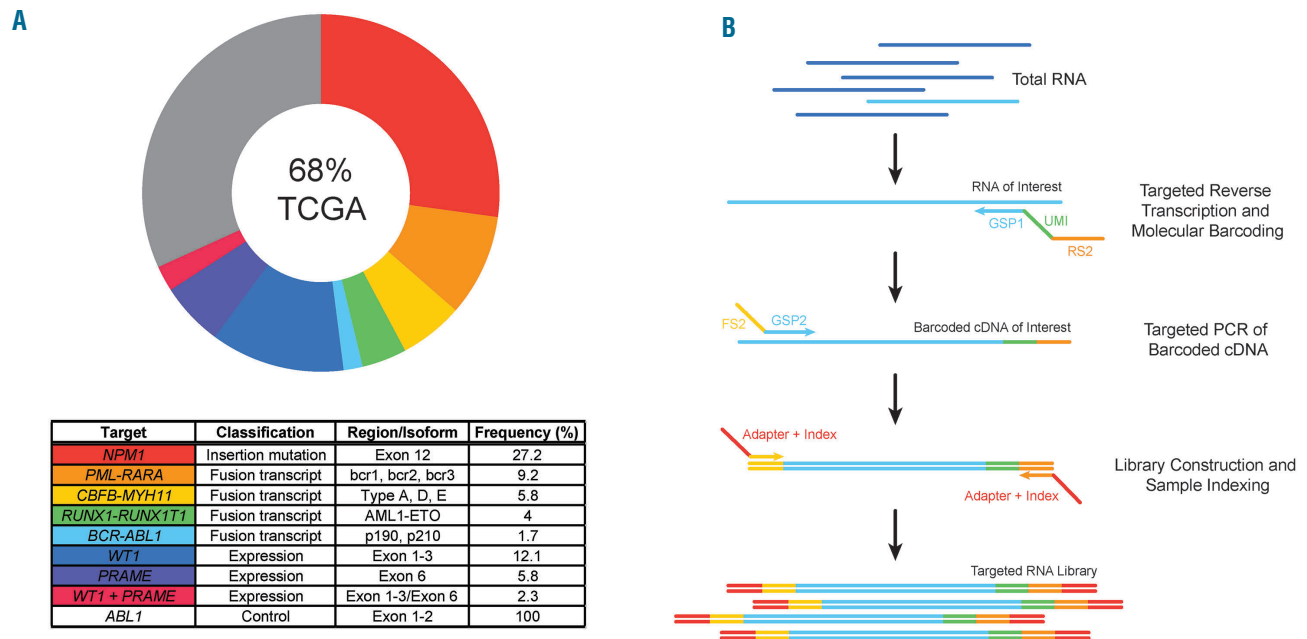 A
68%
TCGA
Target Classification Region/Isoform Frequency (%)
NPM1 Insertion mutation Exon 12 27.2
PML-RARA Fusion transcript bcr1, bcr2, bcr3 9.2
CBFB-MYH11 Fusion transcript Type A, D, E 5.8
RUNX1-RUNX1T1 Fusion transcript AML1-ETO 4
BCR-ABL1 Fusion transcript p190, p210 1.7
WT1 Expression Exon 1-3 12.1
PRAME Expression Exon 6 5.8
WT1 + PRAME Expression Exon 1-3/Exon 6 2.3
ABL1 Control Exon 1-2 100
B
Total RNA
RNA of Interest
GSP1
UMI
RS2
Targeted Reverse
Transcription and
Molecular Barcoding
FS2
GSP2
Barcoded cDNA of Interest
Targeted PCR of
Barcoded cDNA
Adapter + Index
Adapter + Index
Library Construction and
Sample Indexing
Targeted RNA Library